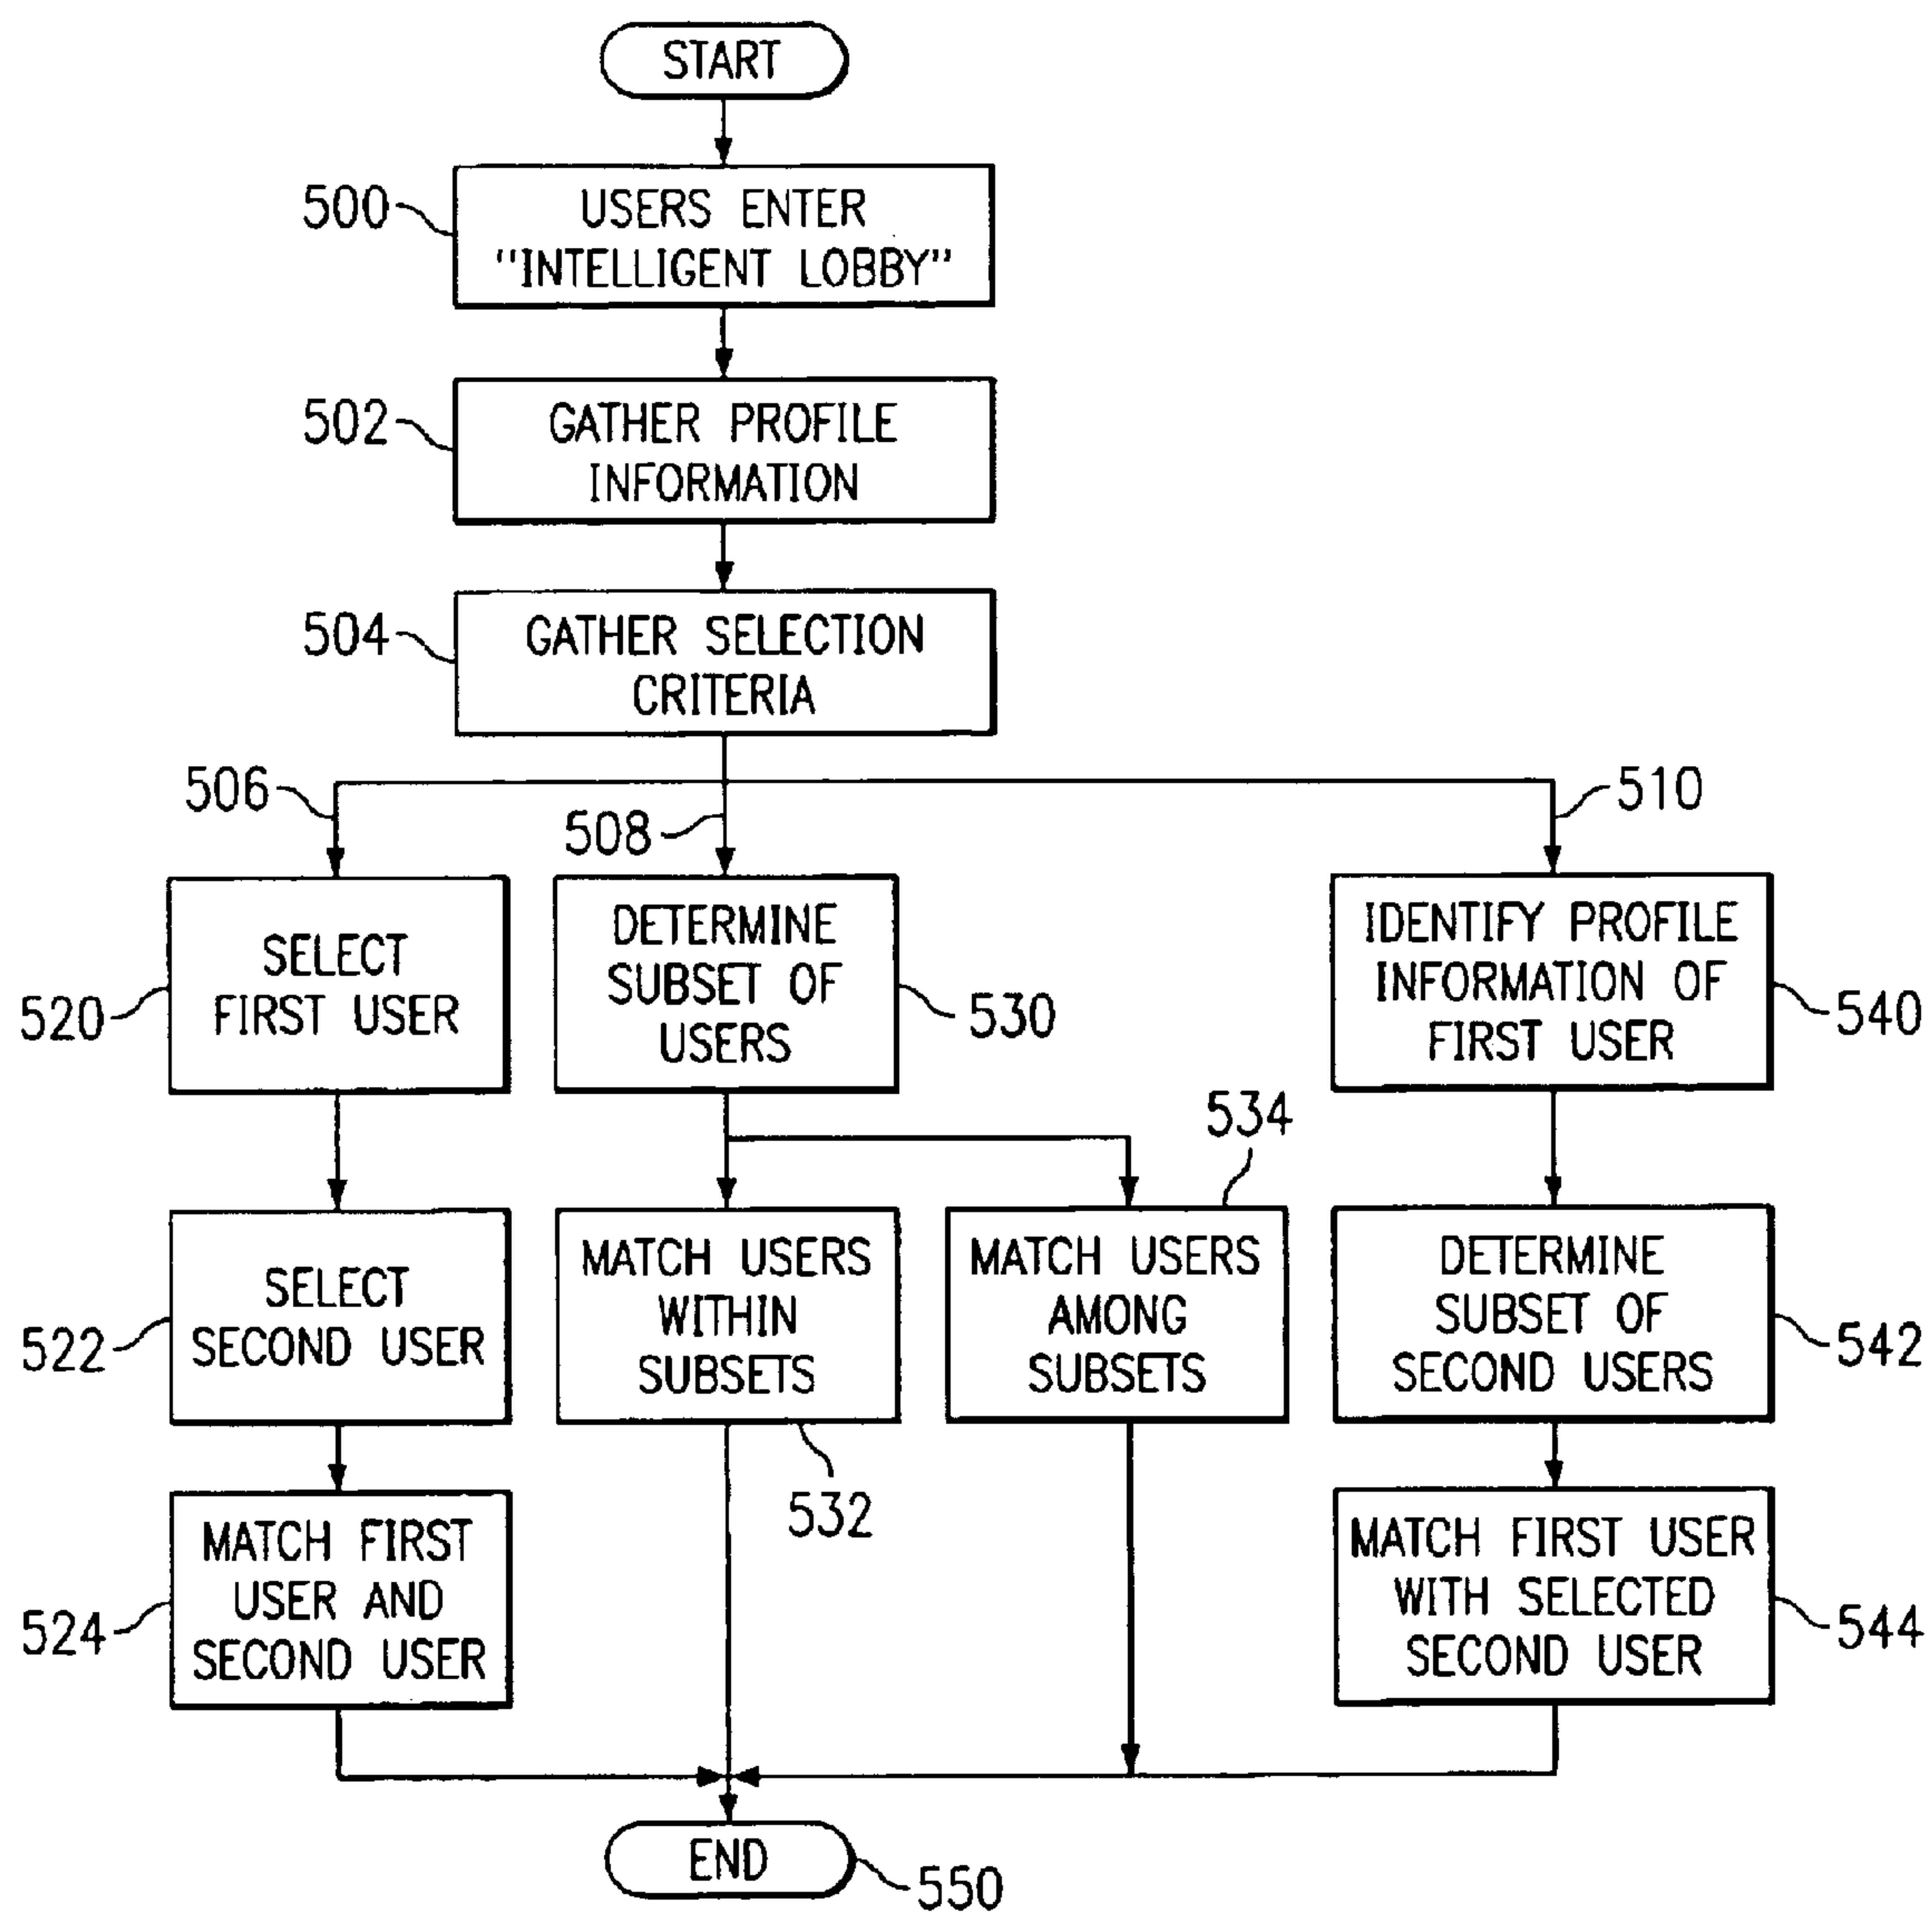 START
500
USERS ENTER
"INTELLIGENT LOBBY"
502
GATHER PROFILE
INFORMATION
504
GATHER SELECTION
CRITERIA
506
508
510
520
SELECT
FIRST USER
DETERMINE
SUBSET OF
USERS
530
IDENTIFY PROFILE
INFORMATION OF
FIRST USER
540
534
522
SELECT
SECOND USER
MATCH USERS
WITHIN
SUBSETS
532
MATCH USERS
AMONG
SUBSETS
DETERMINE
SUBSET OF
SECOND USERS
542
524
MATCH FIRST
USER AND
SECOND USER
MATCH FIRST USER
WITH SELECTED
SECOND USER
544
END
550